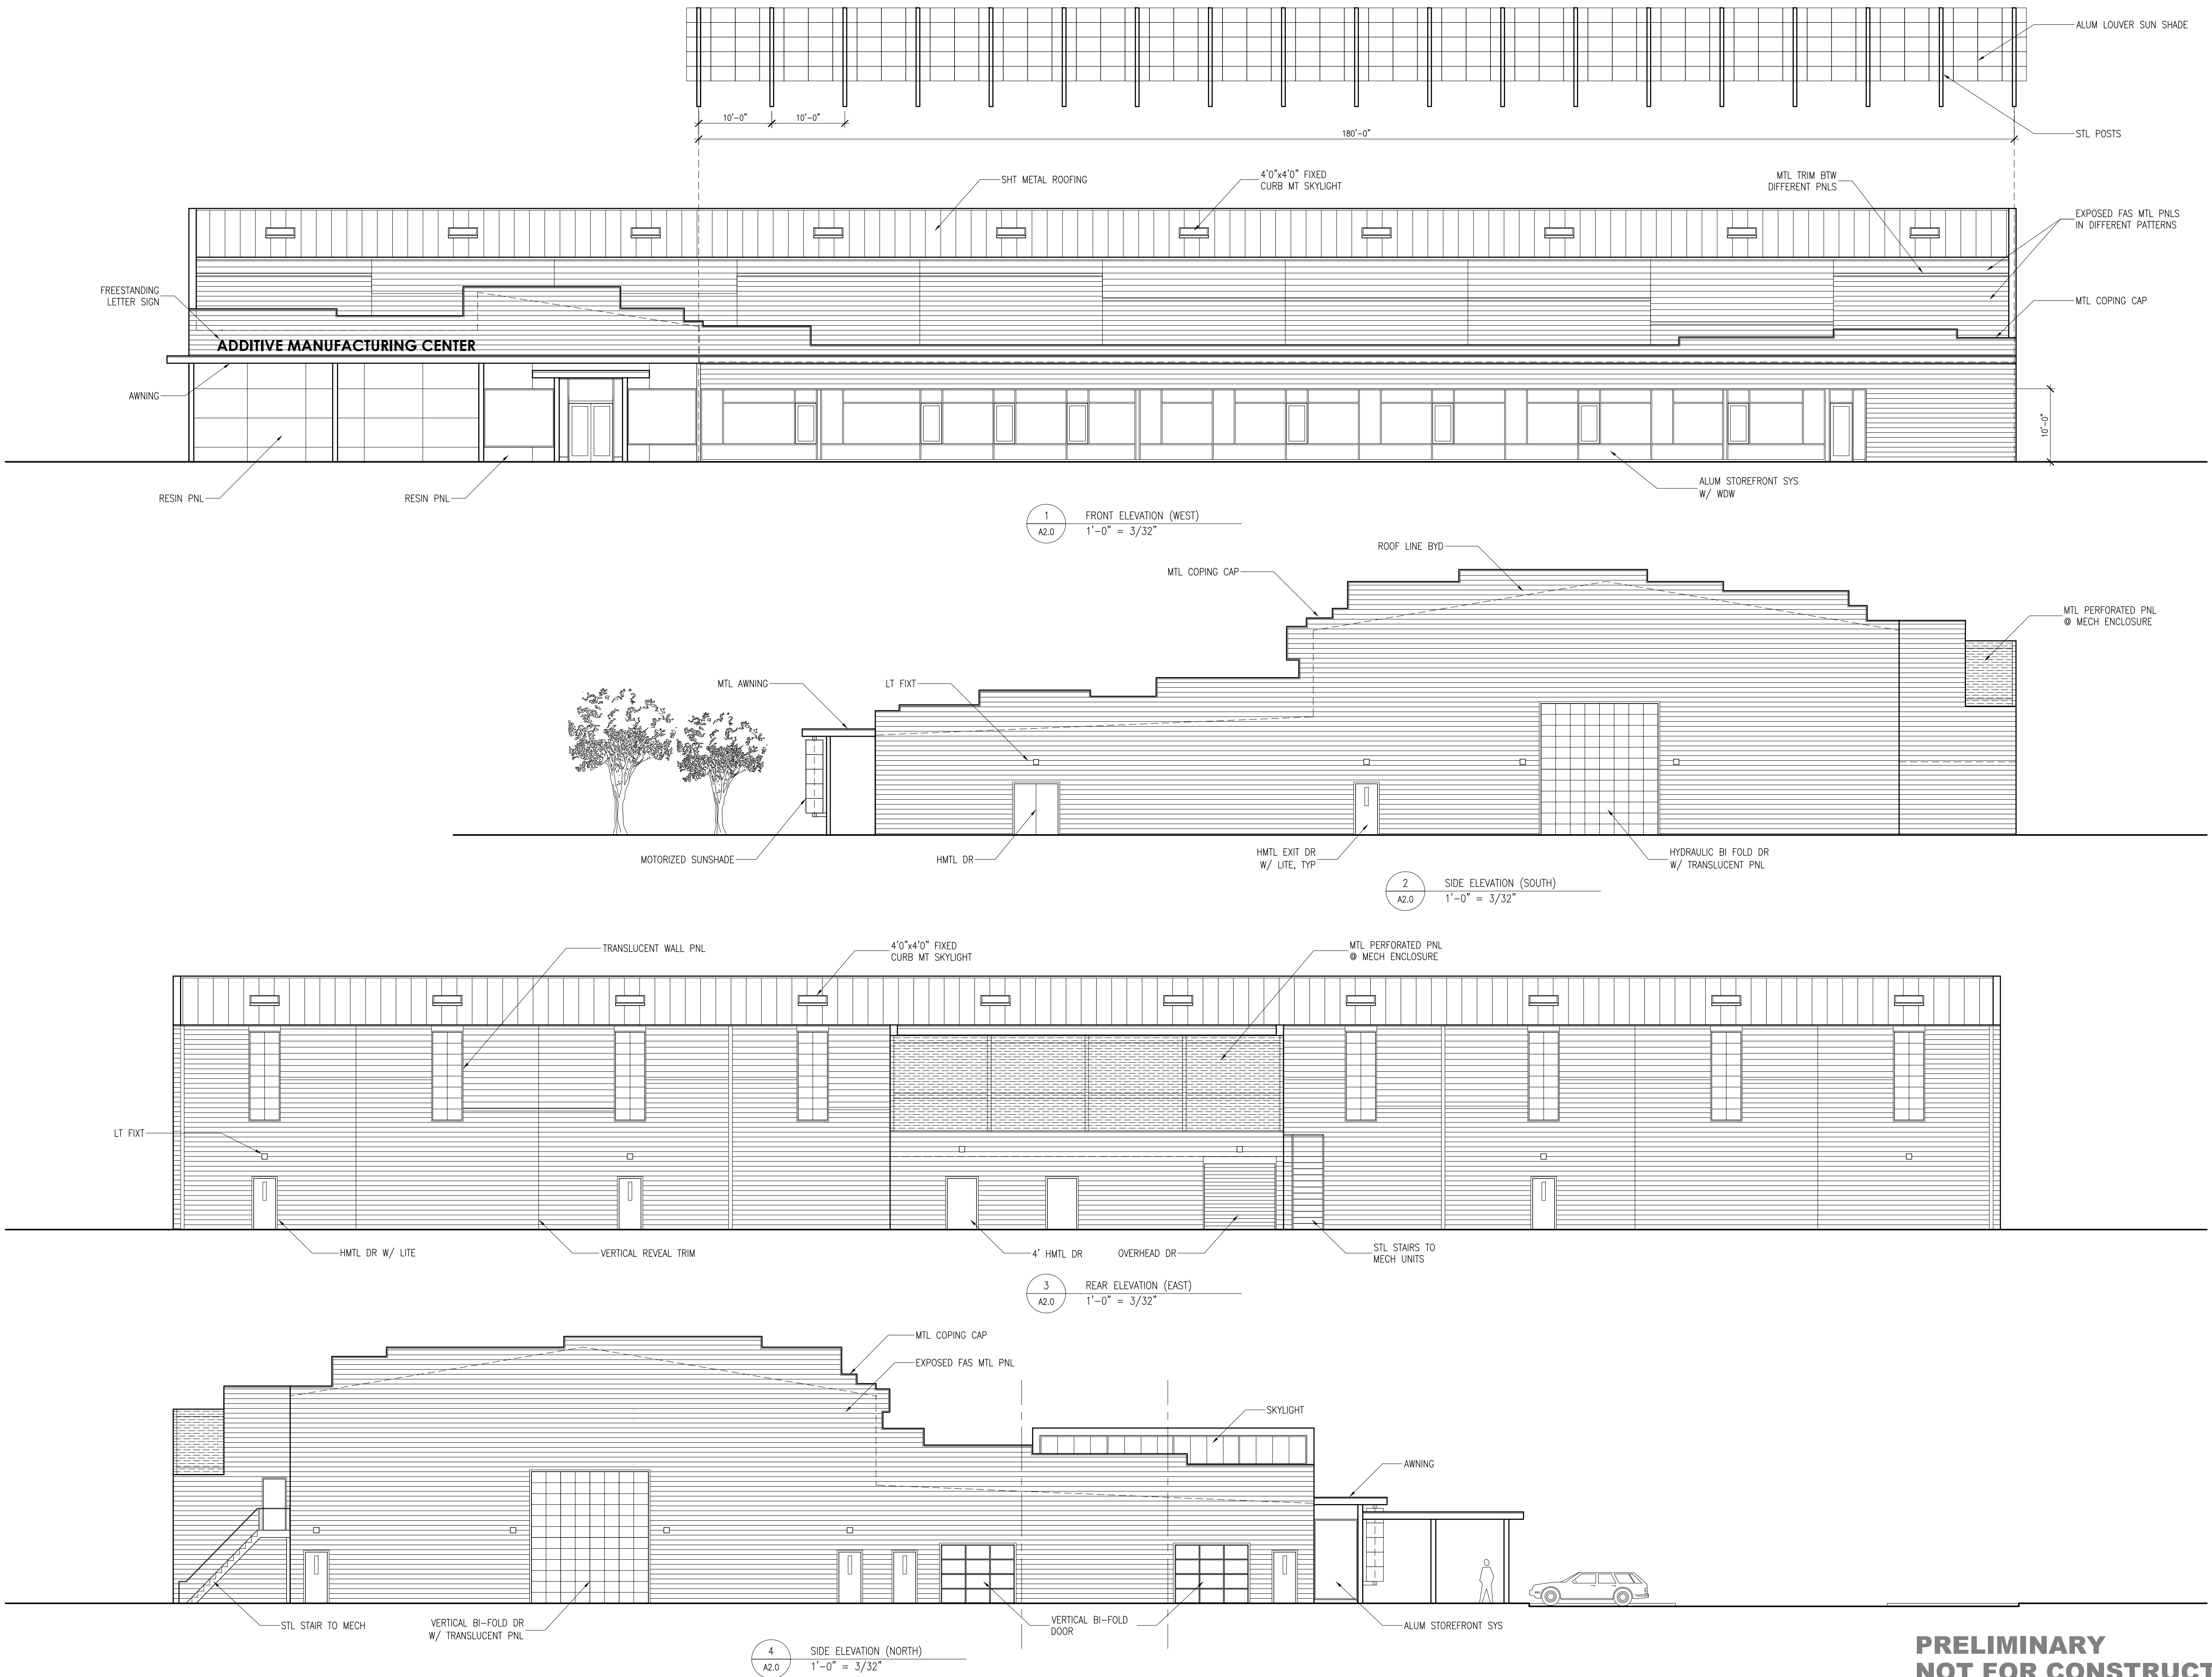 ALUM LOUVER SUN SHADE
10'-0"
10'-0"
180'-0"
STL POSTS
SHT METAL ROOFING
4'0"x4'0" FIXED
CURB MT SKYLIGHT
MTL TRIM BTW
DIFFERENT PNLS
EXPOSED FAS MTL PNLS
IN DIFFERENT PATTERNS
FREESTANDING
LETTER SIGN
MTL COPING CAP
ADDITIVE MANUFACTURING CENTER
AWNING
10'-0"
RESIN PNL
RESIN PNL
ALUM STOREFRONT SYS
W/ WDW
1
A2.0
FRONT ELEVATION (WEST)
1'-0" = 3/32"
ROOF LINE BYD
MTL COPING CAP
MTL PERFORATED PNL
@ MECH ENCLOSURE
MTL AWNING
LT FIXT
MOTORIZED SUNSHADE
HMTL DR
HMTL EXIT DR
W/ LITE, TYP
HYDRAULIC BI FOLD DR
W/ TRANSLUCENT PNL
2
A2.0
SIDE ELEVATION (SOUTH)
1'-0" = 3/32"
TRANSLUCENT WALL PNL
4'0"x4'0" FIXED
CURB MT SKYLIGHT
MTL PERFORATED PNL
@ MECH ENCLOSURE
LT FIXT
HMTL DR W/ LITE
VERTICAL REVEAL TRIM
4' HMTL DR
OVERHEAD DR
STL STAIRS TO
MECH UNITS
3
A2.0
REAR ELEVATION (EAST)
1'-0" = 3/32"
MTL COPING CAP
EXPOSED FAS MTL PNL
SKYLIGHT
AWNING
STL STAIR TO MECH
VERTICAL BI-FOLD DR
W/ TRANSLUCENT PNL
VERTICAL BI-FOLD
DOOR
ALUM STOREFRONT SYS
4
A2.0
SIDE ELEVATION (NORTH)
1'-0" = 3/32"
PRELIMINARY
NOT FOR CONSTRUCT